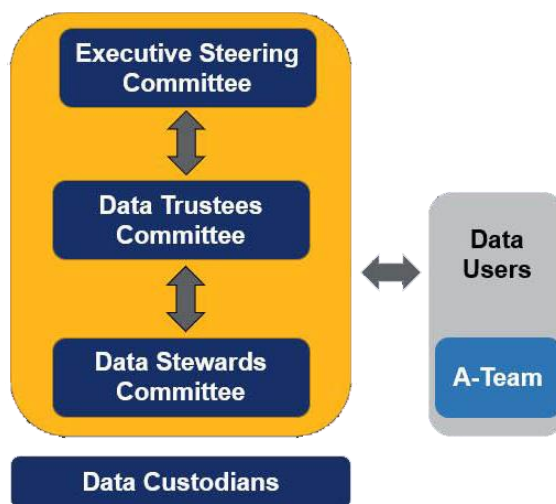 Executive Steering
Committee
Data Trustees
Committee
Data Stewards
Committee
Data Custodians
Data
Users
A-Team